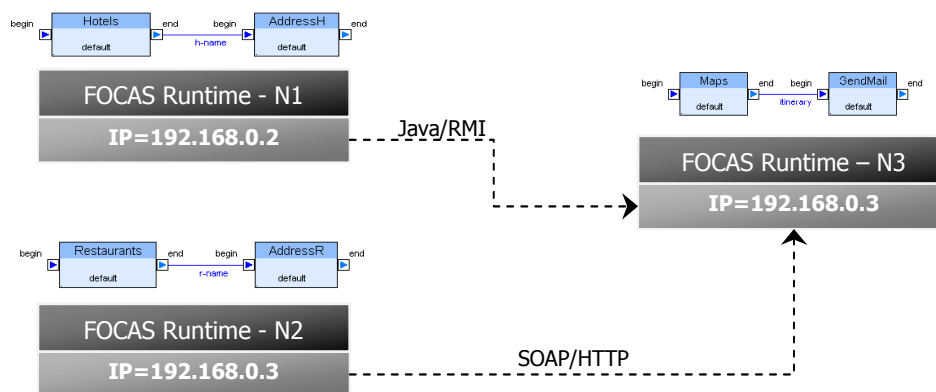 Hotels
AddressH
begin
end
begin
end
default
h-name
default
FOCAS Runtime - N1
IP=192.168.0.2
Java/RMI
Maps
SendMail
begin
end
begin
end
default
itinerary
default
FOCAS Runtime – N3
IP=192.168.0.3
Restaurants
AddressR
begin
end
begin
end
default
r-name
default
FOCAS Runtime - N2
IP=192.168.0.3
SOAP/HTTP